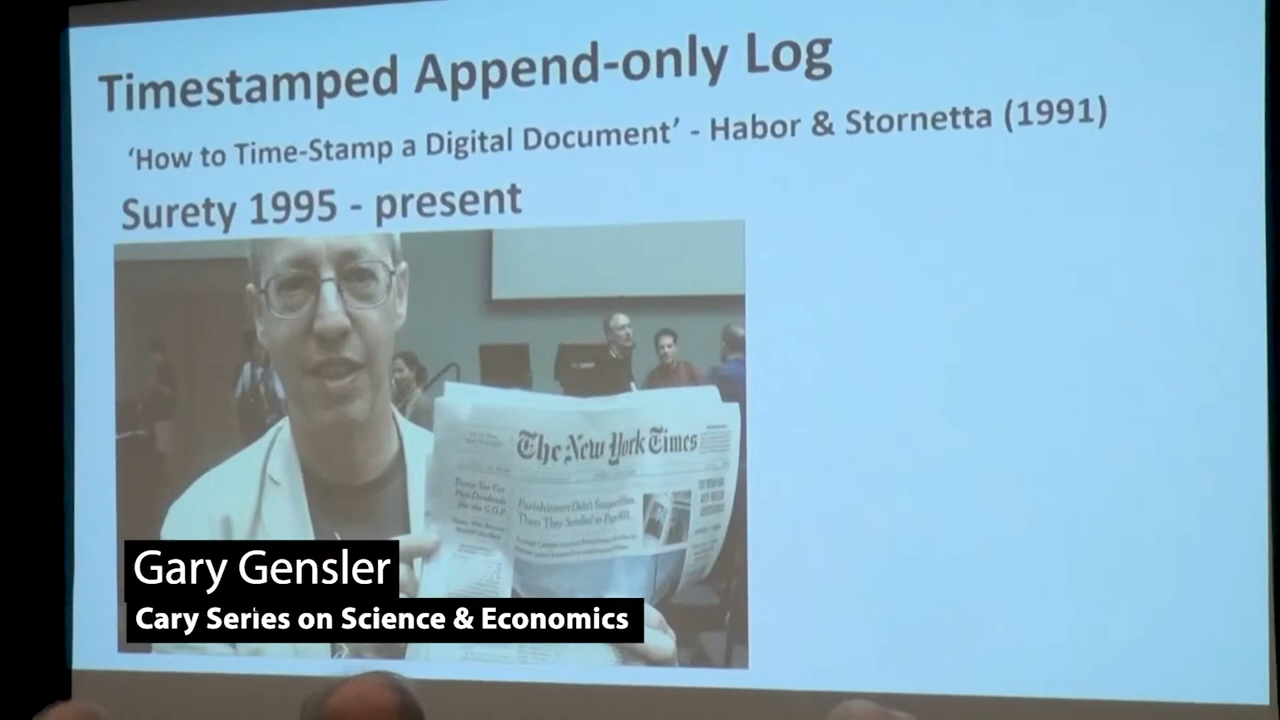 Timestamped Append-only Log
‘How to Time-Stamp a Digital Document’ - Habor & Stornetta (1991)
Surety 1995 - present
The New York Times
Gary Gensler
Cary Series on Science & Economics